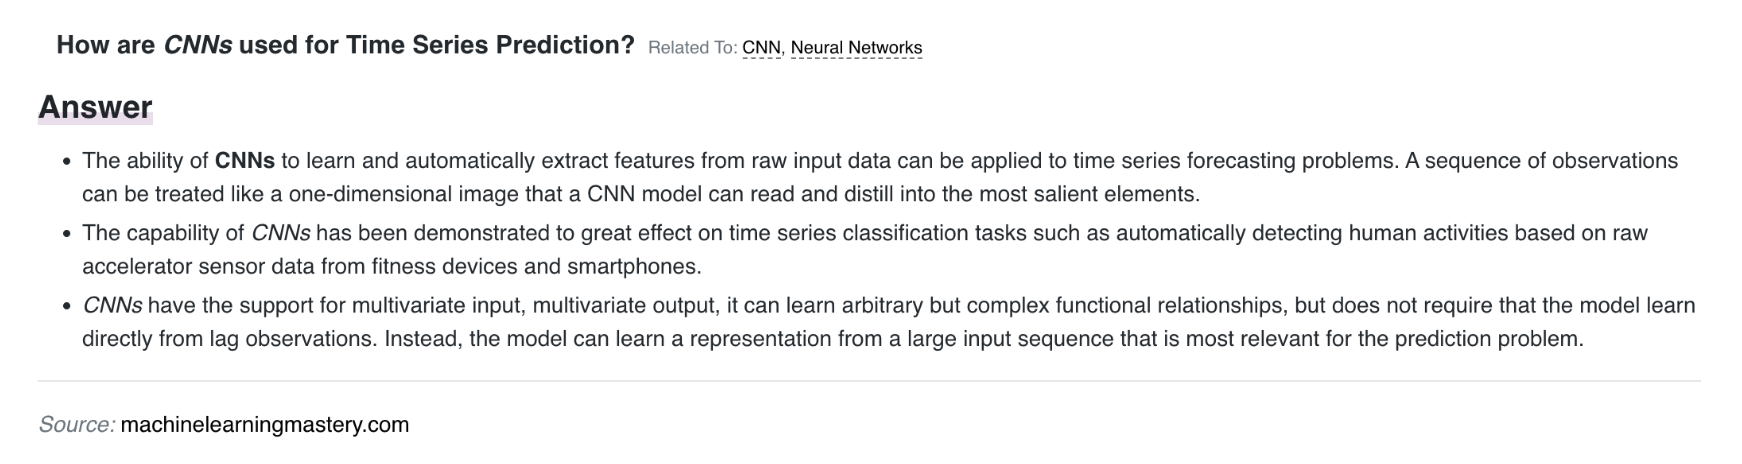 How are CNNs used for Time Series Prediction? Related To: CNN, Neural Networks
Answer
• The ability of CNNs to learn and automatically extract features from raw input data can be applied to time series forecasting problems. A sequence of observations
can be treated like a one-dimensional image that a CNN model can read and distill into the most salient elements.
• The capability of CNNs has been demonstrated to great effect on time series classification tasks such as automatically detecting human activities based on raw
accelerator sensor data from fitness devices and smartphones.
• CNNs have the support for multivariate input, multivariate output, it can learn arbitrary but complex functional relationships, but does not require that the model learn
directly from lag observations. Instead, the model can learn a representation from a large input sequence that is most relevant for the prediction problem.
Source: machinelearningmastery.com